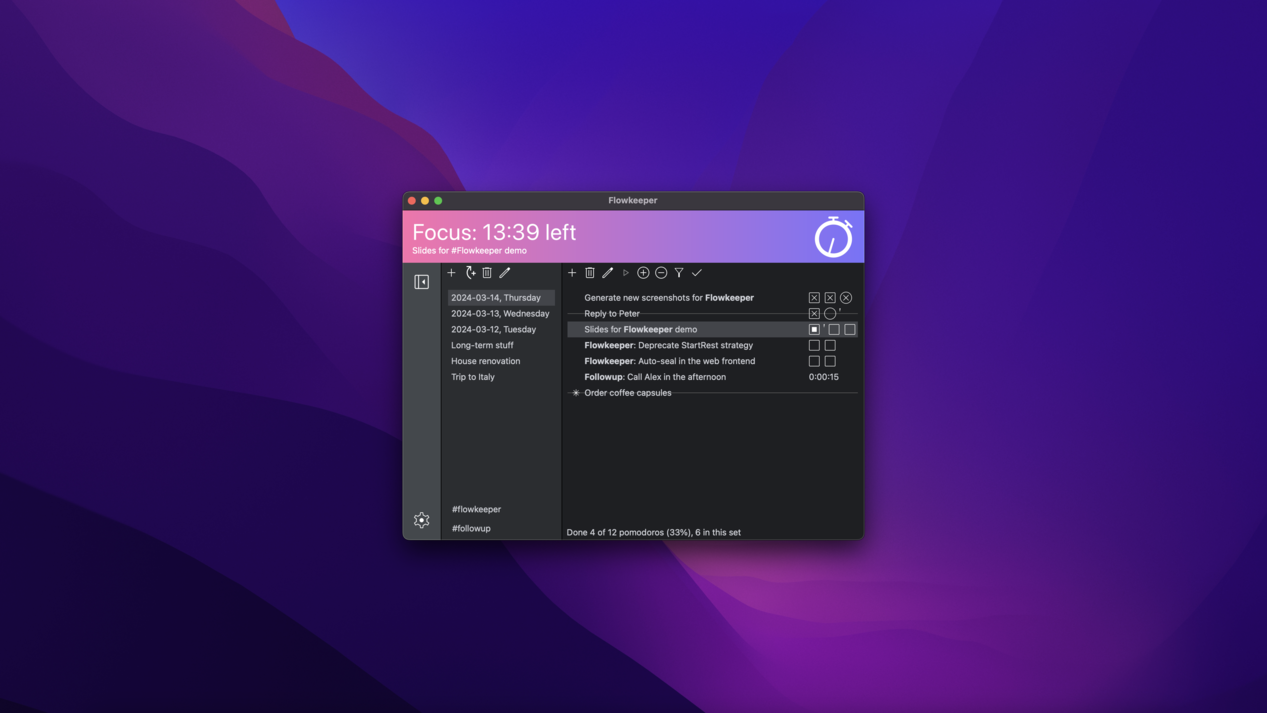 Flowkeeper
Focus: 13:39 left
Slides for #Flowkeeper demo
2024-03-14, Thursday
2024-03-13, Wednesday
2024-03-12, Tuesday
Long-term stuff
House renovation
Trip to Italy
#flowkeeper
#followup
Generate new screenshots for Flowkeeper
Reply to Peter
Slides for Flowkeeper demo
Flowkeeper: Deprecate StartRest strategy
Flowkeeper: Auto-seal in the web frontend
Followup: Call Alex in the afternoon 0:00:15
Order coffee capsules
Done 4 of 12 pomodoros (33%), 6 in this set